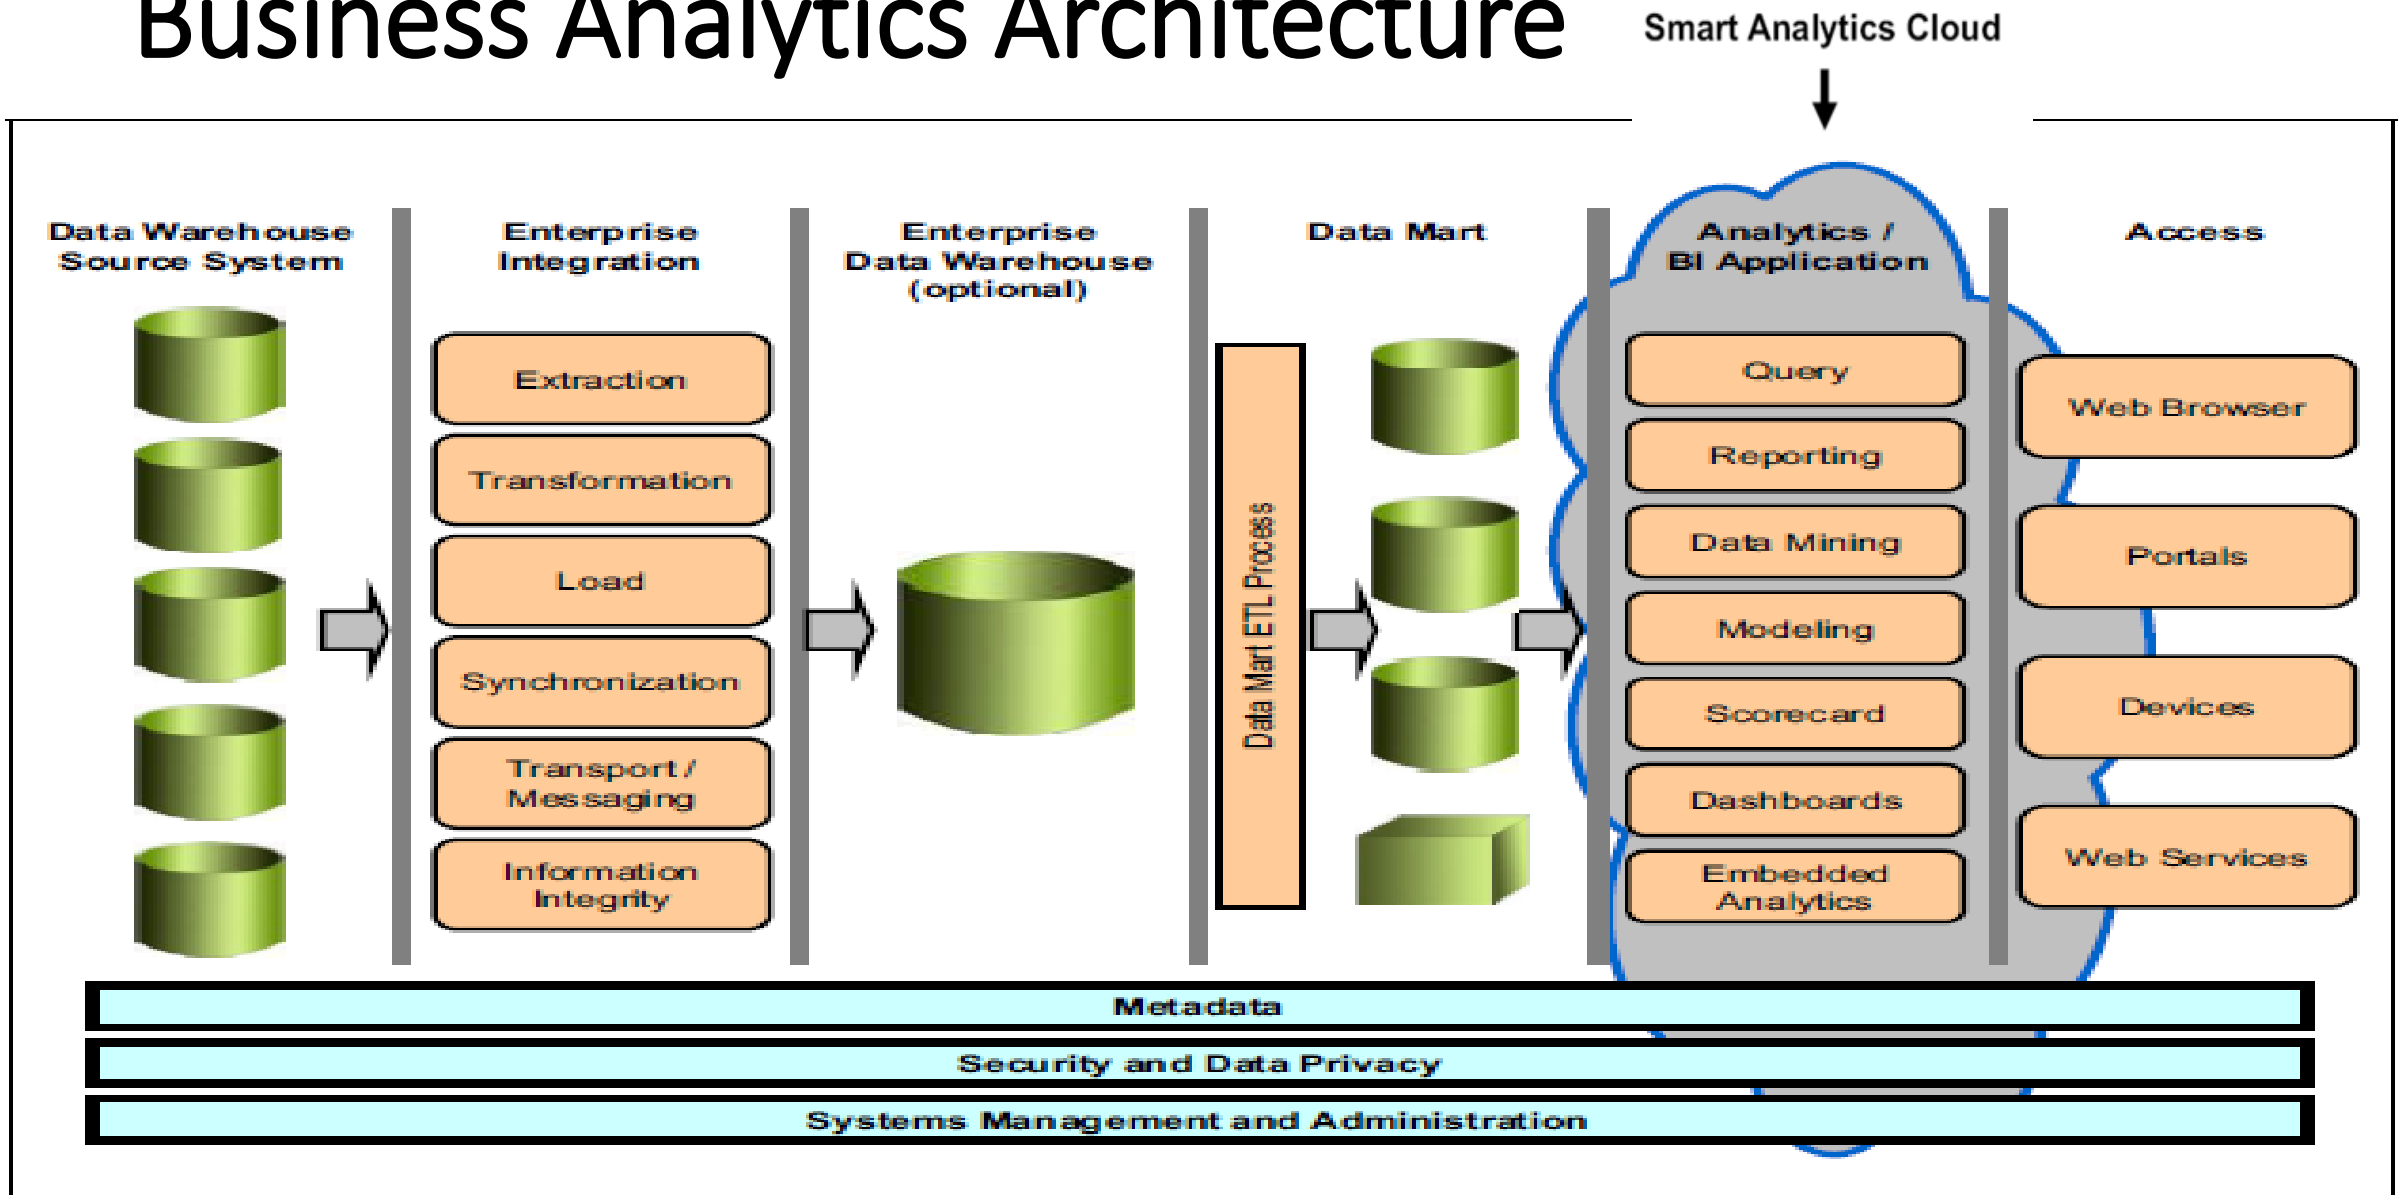 Business Analytics Architecture
Smart Analytics Cloud
Data Warehouse
Source System
Enterprise
Integration
Extraction
Transformation
Load
Synchronization
Transport /
Messaging
Information
Integrity
Enterprise
Data Warehouse
(optional)
Data Mart
Data Mart ETL Process
Analytics /
BI Application
Query
Reporting
Data Mining
Modeling
Scorecard
Dashboards
Embedded
Analytics
Access
Web Browser
Portals
Devices
Web Services
Metadata
Security and Data Privacy
Systems Management and Administration